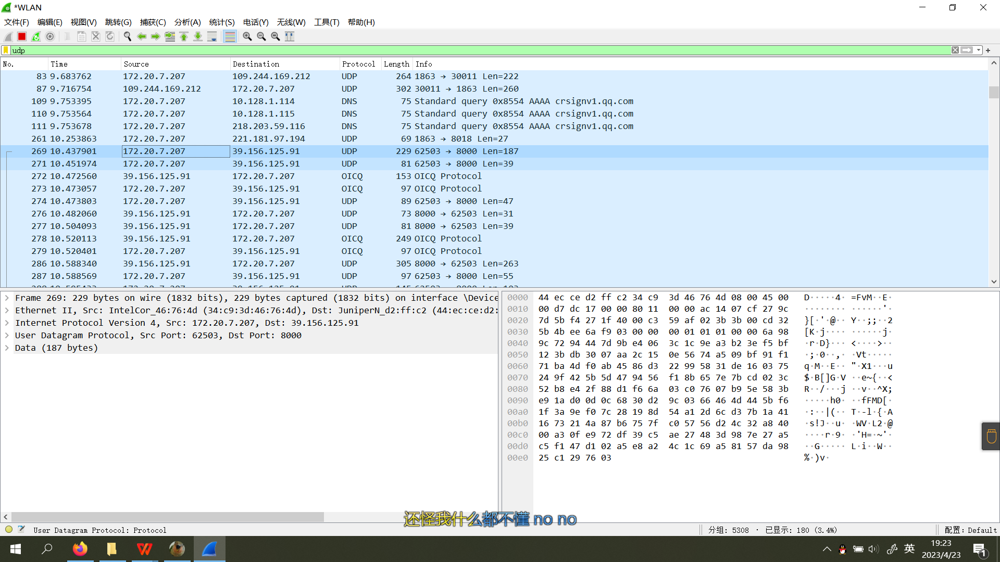 *WLAN
文件(F) 编辑(E) 视图(V) 跳转(G) 捕获(C) 分析(A) 统计(S) 电话(Y) 无线(W) 工具(T) 帮助(H)
udp
No. Time Source Destination Protocol Length Info
83 9.683762 172.20.7.207 109.244.169.212 UDP 264 1863 → 30011 Len=222
87 9.716754 109.244.169.212 172.20.7.207 UDP 302 30011 → 1863 Len=260
109 9.753395 172.20.7.207 10.128.1.114 DNS 75 Standard query 0x8554 AAAA crsignv1.qq.com
110 9.753564 172.20.7.207 10.128.1.115 DNS 75 Standard query 0x8554 AAAA crsignv1.qq.com
111 9.753678 172.20.7.207 218.203.59.116 DNS 75 Standard query 0x8554 AAAA crsignv1.qq.com
261 10.253863 172.20.7.207 221.181.97.194 UDP 69 1863 → 8018 Len=27
269 10.437901 172.20.7.207 39.156.125.91 UDP 229 62503 → 8000 Len=187
271 10.451974 172.20.7.207 39.156.125.91 UDP 81 62503 → 8000 Len=39
272 10.472560 39.156.125.91 172.20.7.207 OICQ 153 OICQ Protocol
273 10.473057 172.20.7.207 39.156.125.91 OICQ 97 OICQ Protocol
274 10.473803 172.20.7.207 39.156.125.91 UDP 89 62503 → 8000 Len=47
276 10.482060 39.156.125.91 172.20.7.207 UDP 73 8000 → 62503 Len=31
277 10.504093 39.156.125.91 172.20.7.207 UDP 81 8000 → 62503 Len=39
278 10.520113 39.156.125.91 172.20.7.207 OICQ 249 OICQ Protocol
279 10.520401 172.20.7.207 39.156.125.91 OICQ 97 OICQ Protocol
286 10.588340 39.156.125.91 172.20.7.207 UDP 305 8000 → 62503 Len=263
287 10.588569 172.20.7.207 39.156.125.91 UDP 97 62503 → 8000 Len=55
Frame 269: 229 bytes on wire (1832 bits), 229 bytes captured (1832 bits) on interface \Device
Ethernet II, Src: IntelCor_46:76:4d (34:c9:3d:46:76:4d), Dst: JuniperN_d2:ff:c2 (44:ec:ce:d2:
Internet Protocol Version 4, Src: 172.20.7.207, Dst: 39.156.125.91
User Datagram Protocol, Src Port: 62503, Dst Port: 8000
Data (187 bytes)
0000 44 ec ce d2 ff c2 34 c9 3d 46 76 4d 08 00 45 00 D·····4· =FvM··E·
0010 00 d7 dc 17 00 00 80 11 00 00 ac 14 07 cf 27 9c ········ ······'·
0020 7d 5b f4 27 1f 40 00 c3 59 af 02 3b 3b 00 cd 32 }[·'·@·· Y··;;··2
0030 5b 4b ee 6a f9 03 00 00 00 01 01 01 00 00 6a 98 [K·j···· ······j·
0040 9c 72 94 44 7d 9b e4 06 3c 1c 9e a3 b2 3e f5 bf ·r·D}··· <····>··
0050 12 3b db 30 07 aa 2c 15 0e 56 74 a5 09 bf 91 f1 ·;·0··,· ·Vt·····
0060 71 ba 4d f0 ab 45 86 d3 22 99 58 31 de 16 03 75 q·M··E·· "·X1···u
0070 24 9f 42 5b 5d 47 94 56 f1 8b 65 7e 7b cd 02 3c $·B[]G·V ··e~{··<
0080 52 b8 e4 2f 88 d1 f6 6a 03 c0 76 07 b9 5e 58 3b R··/···j ··v··^X;
0090 e9 1a d0 0d 0c 68 30 d2 9c 03 66 46 4d 44 5b f6 ·····h0· ··fFMD[·
00a0 1f 3a 9e f0 7c 28 19 8d 54 a1 2d 6c d3 7b 1a 41 ·:··|(·· T·-l·{·A
00b0 16 73 21 4a 87 b6 75 7f c0 57 56 d2 4c 32 a8 40 ·s!J··u· ·WV·L2·@
00c0 00 a3 0f e9 72 df 39 c5 ae 27 48 3d 98 7e 27 a5 ····r·9· ·'H=·~'·
00d0 c5 f1 47 d1 02 a5 e8 a2 4c 1c 69 a5 81 57 da 98 ··G····· L·i··W··
00e0 25 c1 29 76 03 %·)v·
还怪我什么都不懂 no no
User Datagram Protocol: Protocol 分组: 5308 · 已显示: 180 (3.4%) 配置: Default
英
19:23
2023/4/23
1